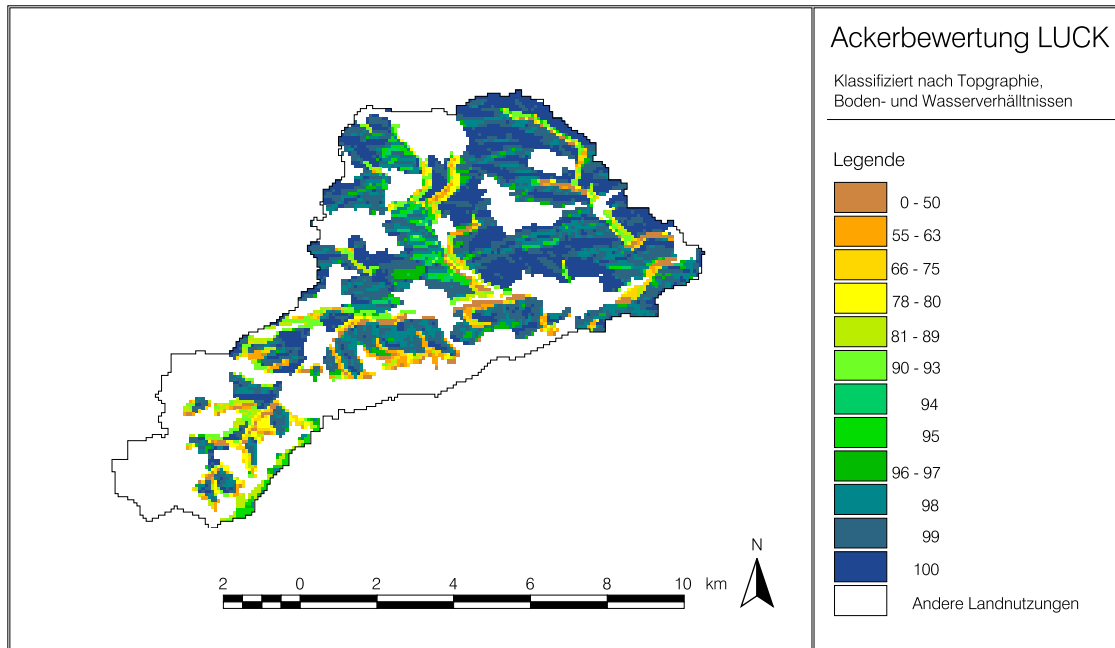 Ackerbewertung LUCK
Klassifiziert nach Topgraphie,
Boden- und Wasserverhälltnissen
Legende
0 - 50
55 - 63
66 - 75
78 - 80
81 - 89
90 - 93
94
95
96 - 97
98
99
100
Andere Landnutzungen
2 0 2 4 6 8 10 km
N